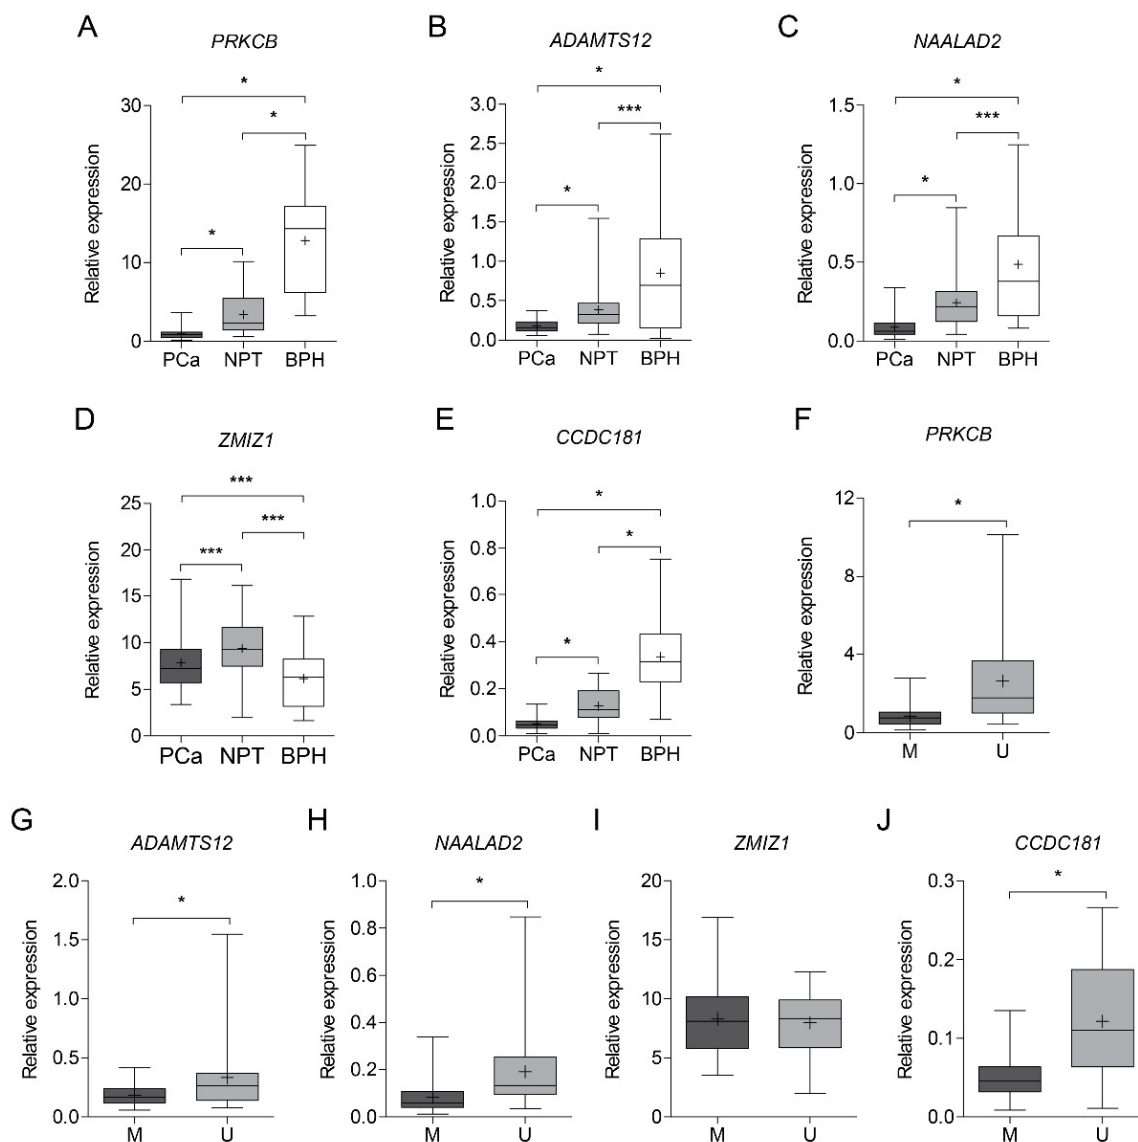 A
PRKCB
Relative expression
30
20
10
0
*
*
*
PCa NPT BPH
B
ADAMTS12
Relative expression
3.0
2.5
2.0
1.5
1.0
0.5
0.0
*
***
*
PCa NPT BPH
C
NAALAD2
Relative expression
1.5
1.0
0.5
0.0
*
***
*
PCa NPT BPH
D
ZMIZ1
Relative expression
25
20
15
10
5
0
***
***
***
PCa NPT BPH
E
CCDC181
Relative expression
1.0
0.8
0.6
0.4
0.2
0.0
*
*
*
PCa NPT BPH
F
PRKCB
Relative expression
12
8
4
0
*
M U
G
ADAMTS12
Relative expression
2.0
1.5
1.0
0.5
0.0
*
M U
H
NAALAD2
Relative expression
1.0
0.8
0.6
0.4
0.2
0.0
*
M U
I
ZMIZ1
Relative expression
20
15
10
5
0
M U
J
CCDC181
Relative expression
0.3
0.2
0.1
0.0
*
M U